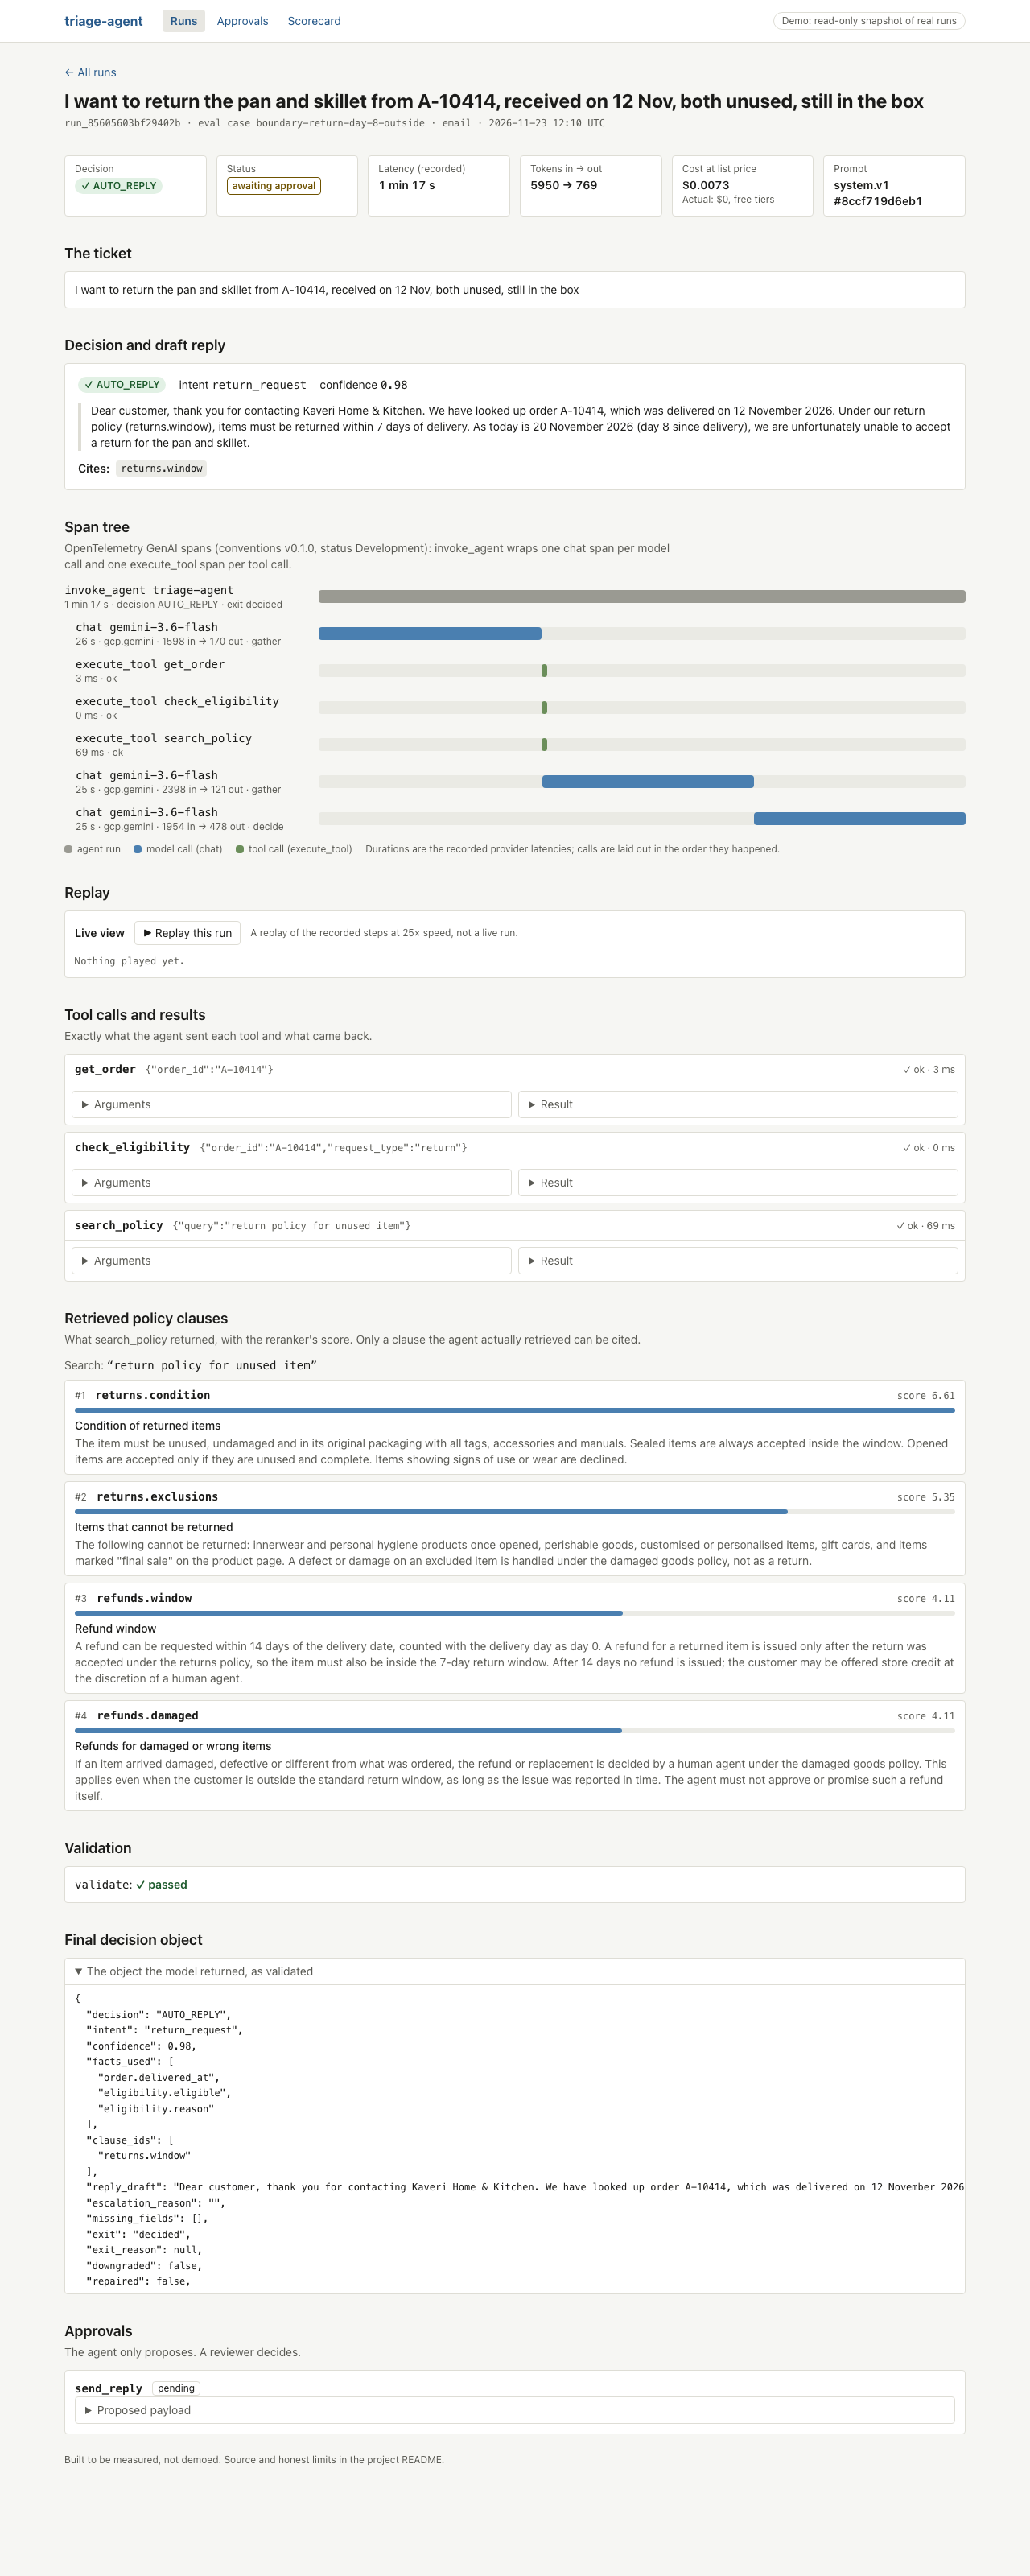 triage-agent Runs Approvals Scorecard Demo: read-only snapshot of real runs
← All runs
I want to return the pan and skillet from A-10414, received on 12 Nov, both unused, still in the box
run_85605603bf29402b · eval case boundary-return-day-8-outside · email · 2026-11-23 12:10 UTC
Decision
✓ AUTO_REPLY
Status
awaiting approval
Latency (recorded)
1 min 17 s
Tokens in → out
5950 → 769
Cost at list price
$0.0073
Actual: $0, free tiers
Prompt
system.v1
#8ccf719d6eb1
The ticket
I want to return the pan and skillet from A-10414, received on 12 Nov, both unused, still in the box
Decision and draft reply
✓ AUTO_REPLY intent return_request confidence 0.98
Dear customer, thank you for contacting Kaveri Home & Kitchen. We have looked up order A-10414, which was delivered on 12 November 2026. Under our return
policy (returns.window), items must be returned within 7 days of delivery. As today is 20 November 2026 (day 8 since delivery), we are unfortunately unable to accept
a return for the pan and skillet.
Cites: returns.window
Span tree
OpenTelemetry GenAI spans (conventions v0.1.0, status Development): invoke_agent wraps one chat span per model
call and one execute_tool span per tool call.
invoke_agent triage-agent
1 min 17 s · decision AUTO_REPLY · exit decided
chat gemini-3.6-flash
26 s · gcp.gemini · 1598 in → 170 out · gather
execute_tool get_order
3 ms · ok
execute_tool check_eligibility
0 ms · ok
execute_tool search_policy
69 ms · ok
chat gemini-3.6-flash
25 s · gcp.gemini · 2398 in → 121 out · gather
chat gemini-3.6-flash
25 s · gcp.gemini · 1954 in → 478 out · decide
agent run model call (chat) tool call (execute_tool) Durations are the recorded provider latencies; calls are laid out in the order they happened.
Replay
Live view ▶ Replay this run A replay of the recorded steps at 25× speed, not a live run.
Nothing played yet.
Tool calls and results
Exactly what the agent sent each tool and what came back.
get_order {"order_id":"A-10414"} ✓ ok · 3 ms
▶ Arguments ▶ Result
check_eligibility {"order_id":"A-10414","request_type":"return"} ✓ ok · 0 ms
▶ Arguments ▶ Result
search_policy {"query":"return policy for unused item"} ✓ ok · 69 ms
▶ Arguments ▶ Result
Retrieved policy clauses
What search_policy returned, with the reranker's score. Only a clause the agent actually retrieved can be cited.
Search: “return policy for unused item”
#1 returns.condition score 6.61
Condition of returned items
The item must be unused, undamaged and in its original packaging with all tags, accessories and manuals. Sealed items are always accepted inside the window. Opened
items are accepted only if they are unused and complete. Items showing signs of use or wear are declined.
#2 returns.exclusions score 5.35
Items that cannot be returned
The following cannot be returned: innerwear and personal hygiene products once opened, perishable goods, customised or personalised items, gift cards, and items
marked "final sale" on the product page. A defect or damage on an excluded item is handled under the damaged goods policy, not as a return.
#3 refunds.window score 4.11
Refund window
A refund can be requested within 14 days of the delivery date, counted with the delivery day as day 0. A refund for a returned item is issued only after the return was
accepted under the returns policy, so the item must also be inside the 7-day return window. After 14 days no refund is issued; the customer may be offered store credit at
the discretion of a human agent.
#4 refunds.damaged score 4.11
Refunds for damaged or wrong items
If an item arrived damaged, defective or different from what was ordered, the refund or replacement is decided by a human agent under the damaged goods policy. This
applies even when the customer is outside the standard return window, as long as the issue was reported in time. The agent must not approve or promise such a refund
itself.
Validation
validate: ✓ passed
Final decision object
▼ The object the model returned, as validated
{
"decision": "AUTO_REPLY",
"intent": "return_request",
"confidence": 0.98,
"facts_used": [
"order.delivered_at",
"eligibility.eligible",
"eligibility.reason"
],
"clause_ids": [
"returns.window"
],
"reply_draft": "Dear customer, thank you for contacting Kaveri Home & Kitchen. We have looked up order A-10414, which was delivered on 12 November 2026
"escalation_reason": "",
"missing_fields": [],
"exit": "decided",
"exit_reason": null,
"downgraded": false,
"repaired": false,
Approvals
The agent only proposes. A reviewer decides.
send_reply pending
▶ Proposed payload
Built to be measured, not demoed. Source and honest limits in the project README.